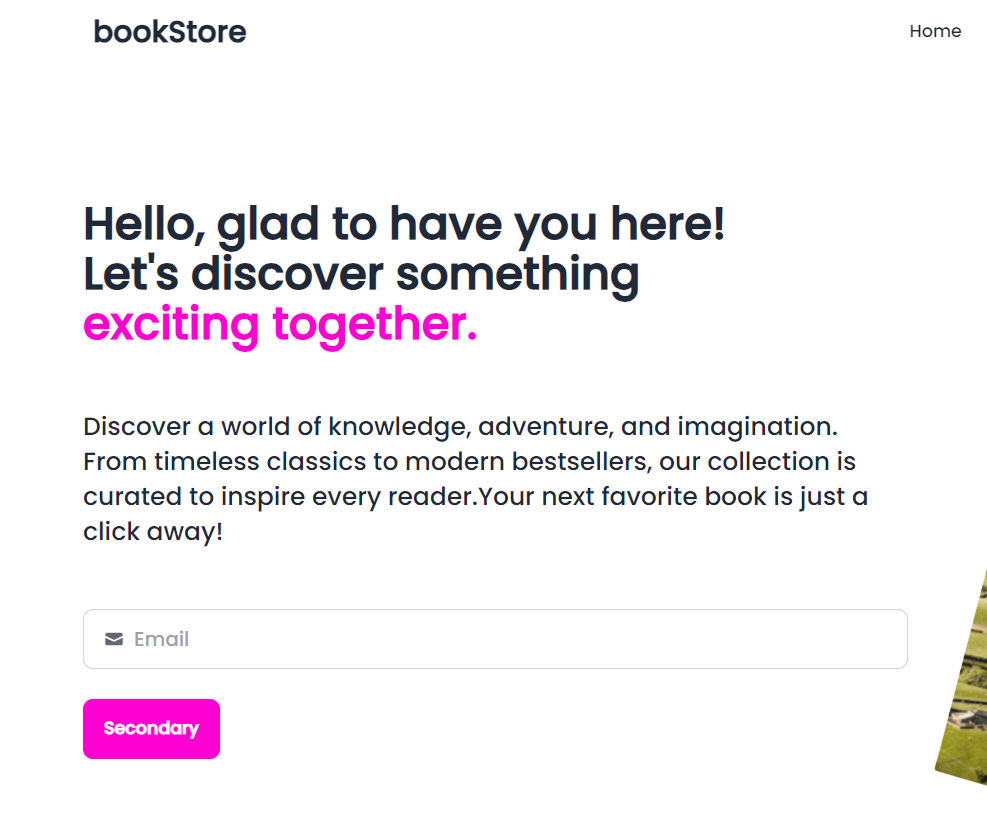 bookStore
Home
Hello, glad to have you here!
Let's discover something
exciting together.
Discover a world of knowledge, adventure, and imagination.
From timeless classics to modern bestsellers, our collection is
curated to inspire every reader.Your next favorite book is just a
click away!
Email
Secondary